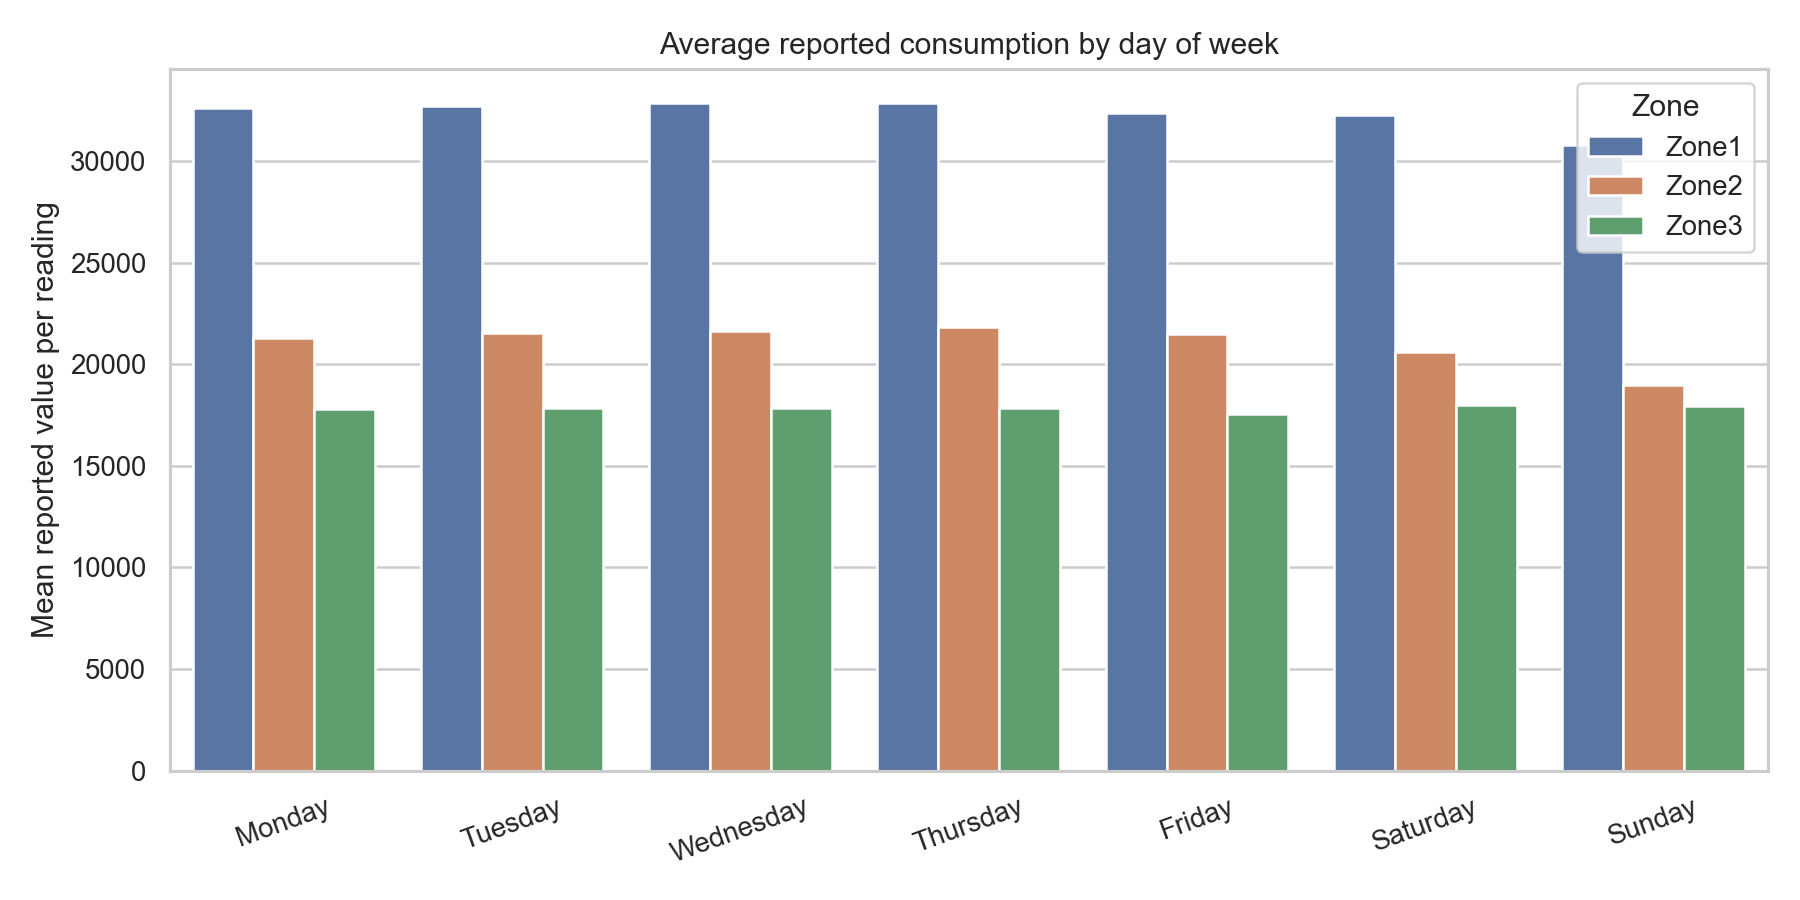 Average reported consumption by day of week
Mean reported value per reading
30000
25000
20000
15000
10000
5000
0
Monday
Tuesday
Wednesday
Thursday
Friday
Saturday
Sunday
Zone
Zone1
Zone2
Zone3